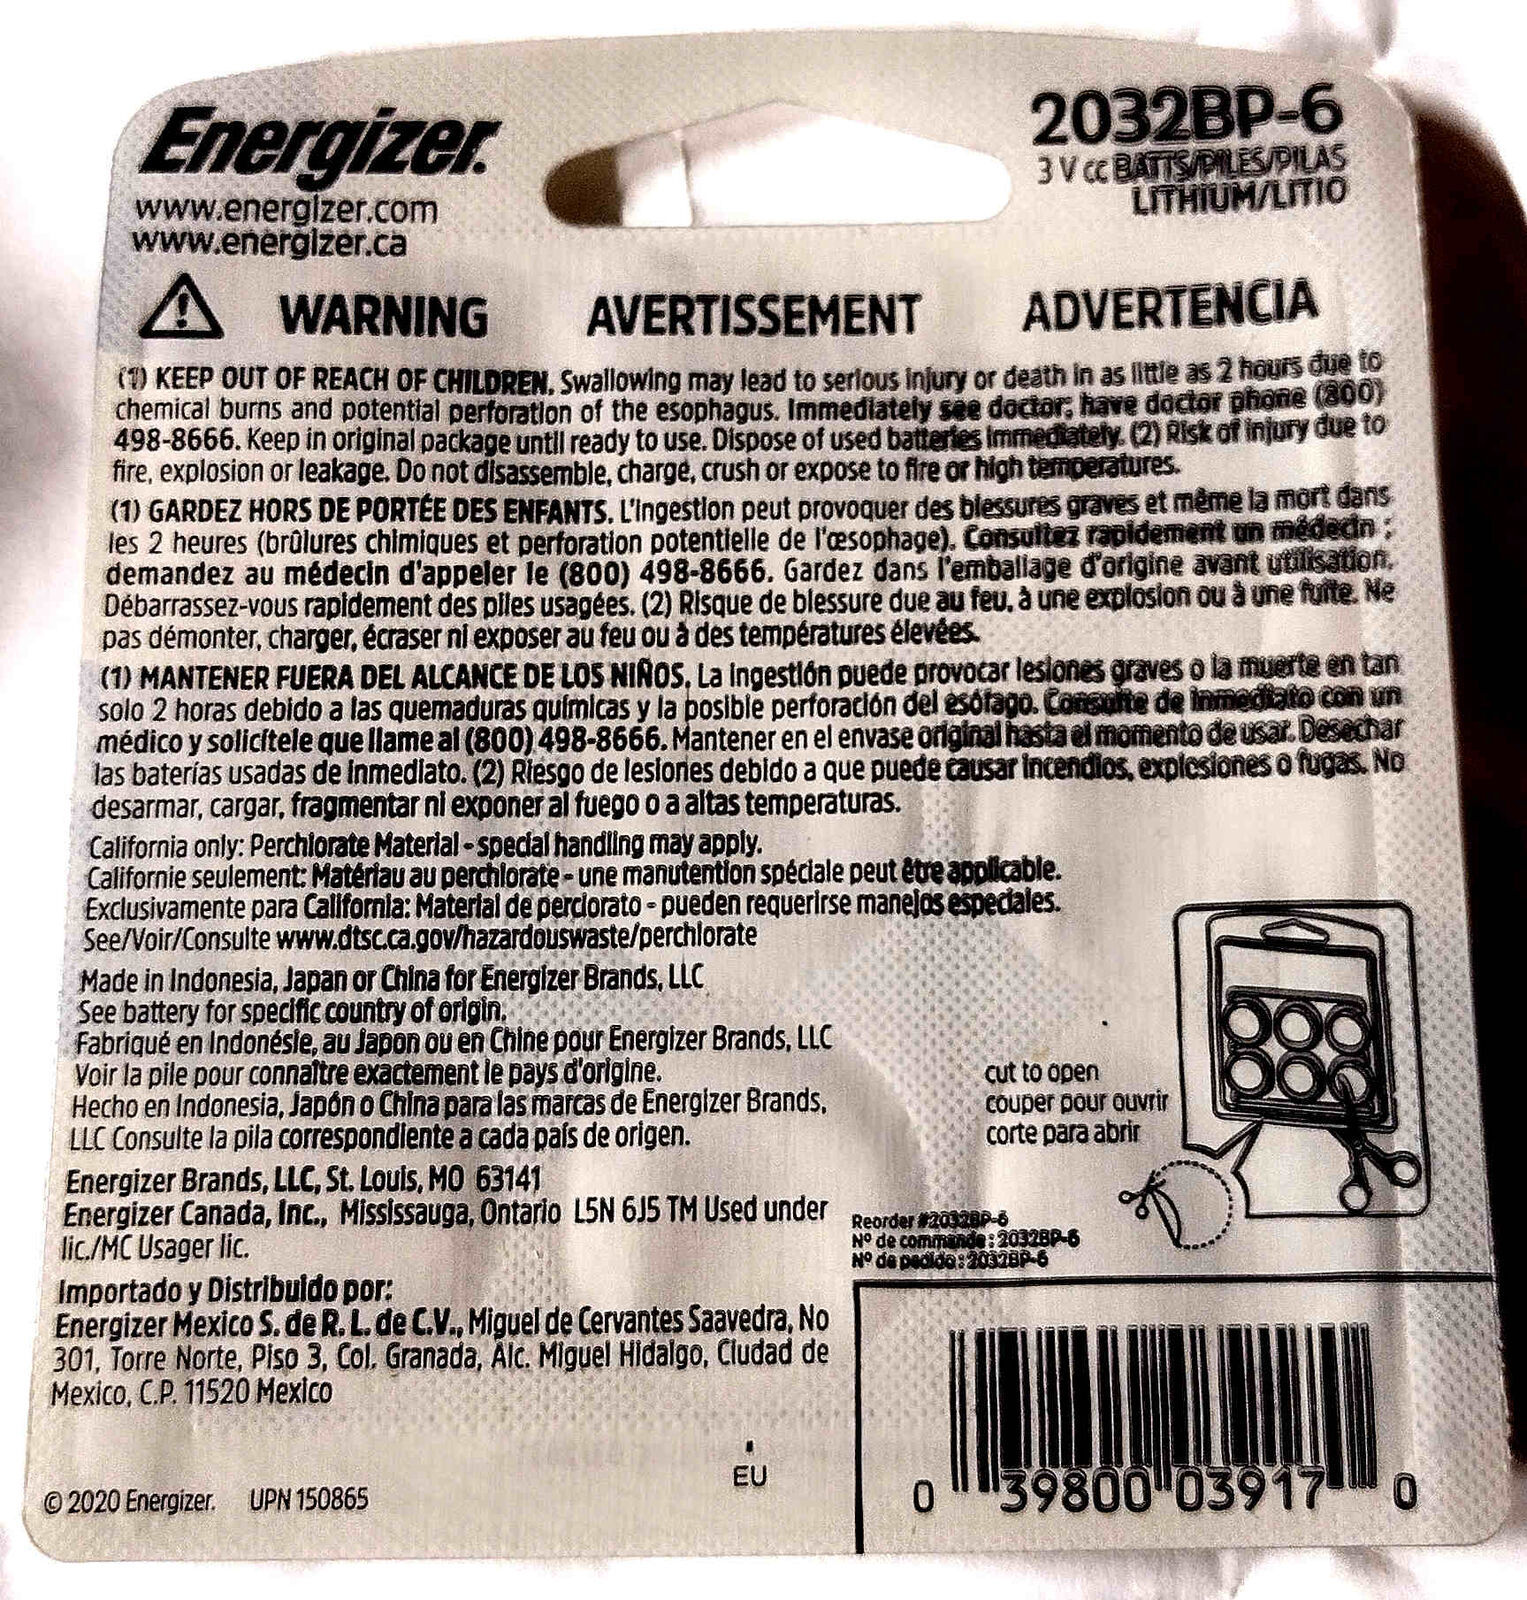 Energizer.
www.energizer.com
www.energizer.ca
2032BP-6
3 V cc BATTS/PILES/PILAS
LITHIUM/LITIO
WARNING AVERTISSEMENT ADVERTENCIA
(1) KEEP OUT OF REACH OF CHILDREN. Swallowing may lead to serious injury or death in as little as 2 hours due to
chemical burns and potential perforation of the esophagus. Immediately see doctor; have doctor phone (800)
498-8666. Keep in original package until ready to use. Dispose of used batteries immediately. (2) Risk of injury due to
fire, explosion or leakage. Do not disassemble, charge, crush or expose to fire or high temperatures.
(1) GARDEZ HORS DE PORTÉE DES ENFANTS. L'ingestion peut provoquer des blessures graves et même la mort dans
les 2 heures (brûlures chimiques et perforation potentielle de l'œsophage). Consultez rapidement un médecin ;
demandez au médecin d'appeler le (800) 498-8666. Gardez dans l'emballage d'origine avant utilisation.
Débarrassez-vous rapidement des piles usagées. (2) Risque de blessure due au feu, à une explosion ou à une fuite. Ne
pas démonter, charger, écraser ni exposer au feu ou à des températures élevées.
(1) MANTENER FUERA DEL ALCANCE DE LOS NIÑOS. La ingestión puede provocar lesiones graves o la muerte en tan
solo 2 horas debido a las quemaduras químicas y la posible perforación del esófago. Consulte de inmediato con un
médico y solicítele que llame al (800) 498-8666. Mantener en el envase original hasta el momento de usar. Desechar
las baterías usadas de inmediato. (2) Riesgo de lesiones debido a que puede causar incendios, explosiones o fugas. No
desarmar, cargar, fragmentar ni exponer al fuego o a altas temperaturas.
California only: Perchlorate Material - special handling may apply.
Californie seulement: Matériau au perchlorate - une manutention spéciale peut être applicable.
Exclusivamente para California: Material de perclorato - pueden requerirse manejos especiales.
See/Voir/Consulte www.dtsc.ca.gov/hazardouswaste/perchlorate
Made in Indonesia, Japan or China for Energizer Brands, LLC
See battery for specific country of origin.
Fabriqué en Indonésie, au Japon ou en Chine pour Energizer Brands, LLC
Voir la pile pour connaître exactement le pays d'origine.
Hecho en Indonesia, Japón o China para las marcas de Energizer Brands,
LLC Consulte la pila correspondiente a cada país de origen.
Energizer Brands, LLC, St. Louis, MO 63141
Energizer Canada, Inc., Mississauga, Ontario L5N 6J5 TM Used under
lic./MC Usager lic.
Importado y Distribuido por:
Energizer Mexico S. de R. L. de C.V., Miguel de Cervantes Saavedra, No
301, Torre Norte, Piso 3, Col. Granada, Alc. Miguel Hidalgo, Ciudad de
Mexico, C.P. 11520 Mexico
© 2020 Energizer. UPN 150865
EU
cut to open
couper pour ouvrir
corte para abrir
Reorder #2032BP-6
Nº de commande : 2032BP-6
Nº de pedido : 2032BP-6
0 39800 03917 0